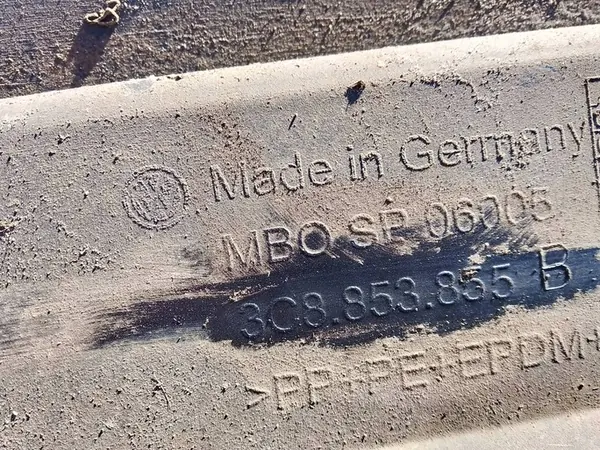 Made in Germany
MBQ SP 06005
3C8.853.855 B
>PP+PE+EPDM+